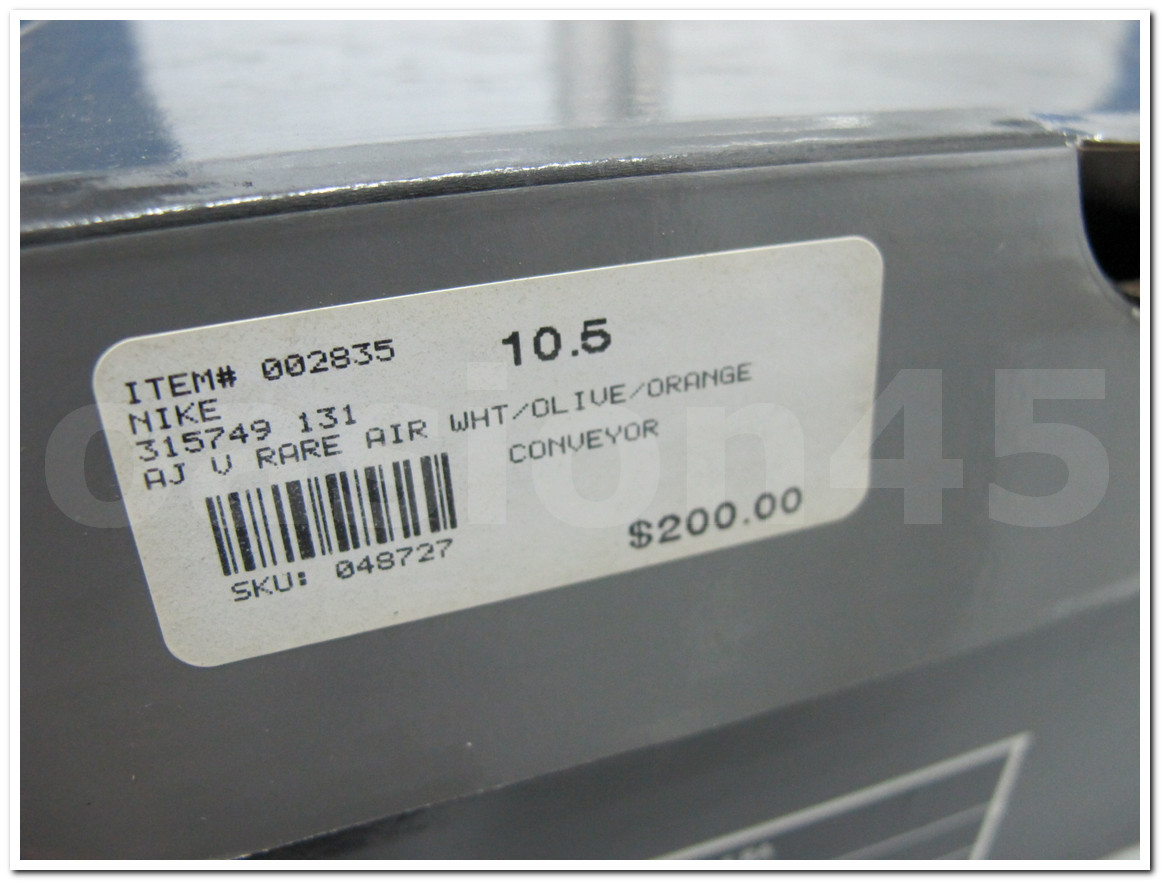 ITEM# 002835 10.5
NIKE
315749 131
AJ V RARE AIR WHT/OLIVE/ORANGE
CONVEYOR
SKU: 048727
$200.00